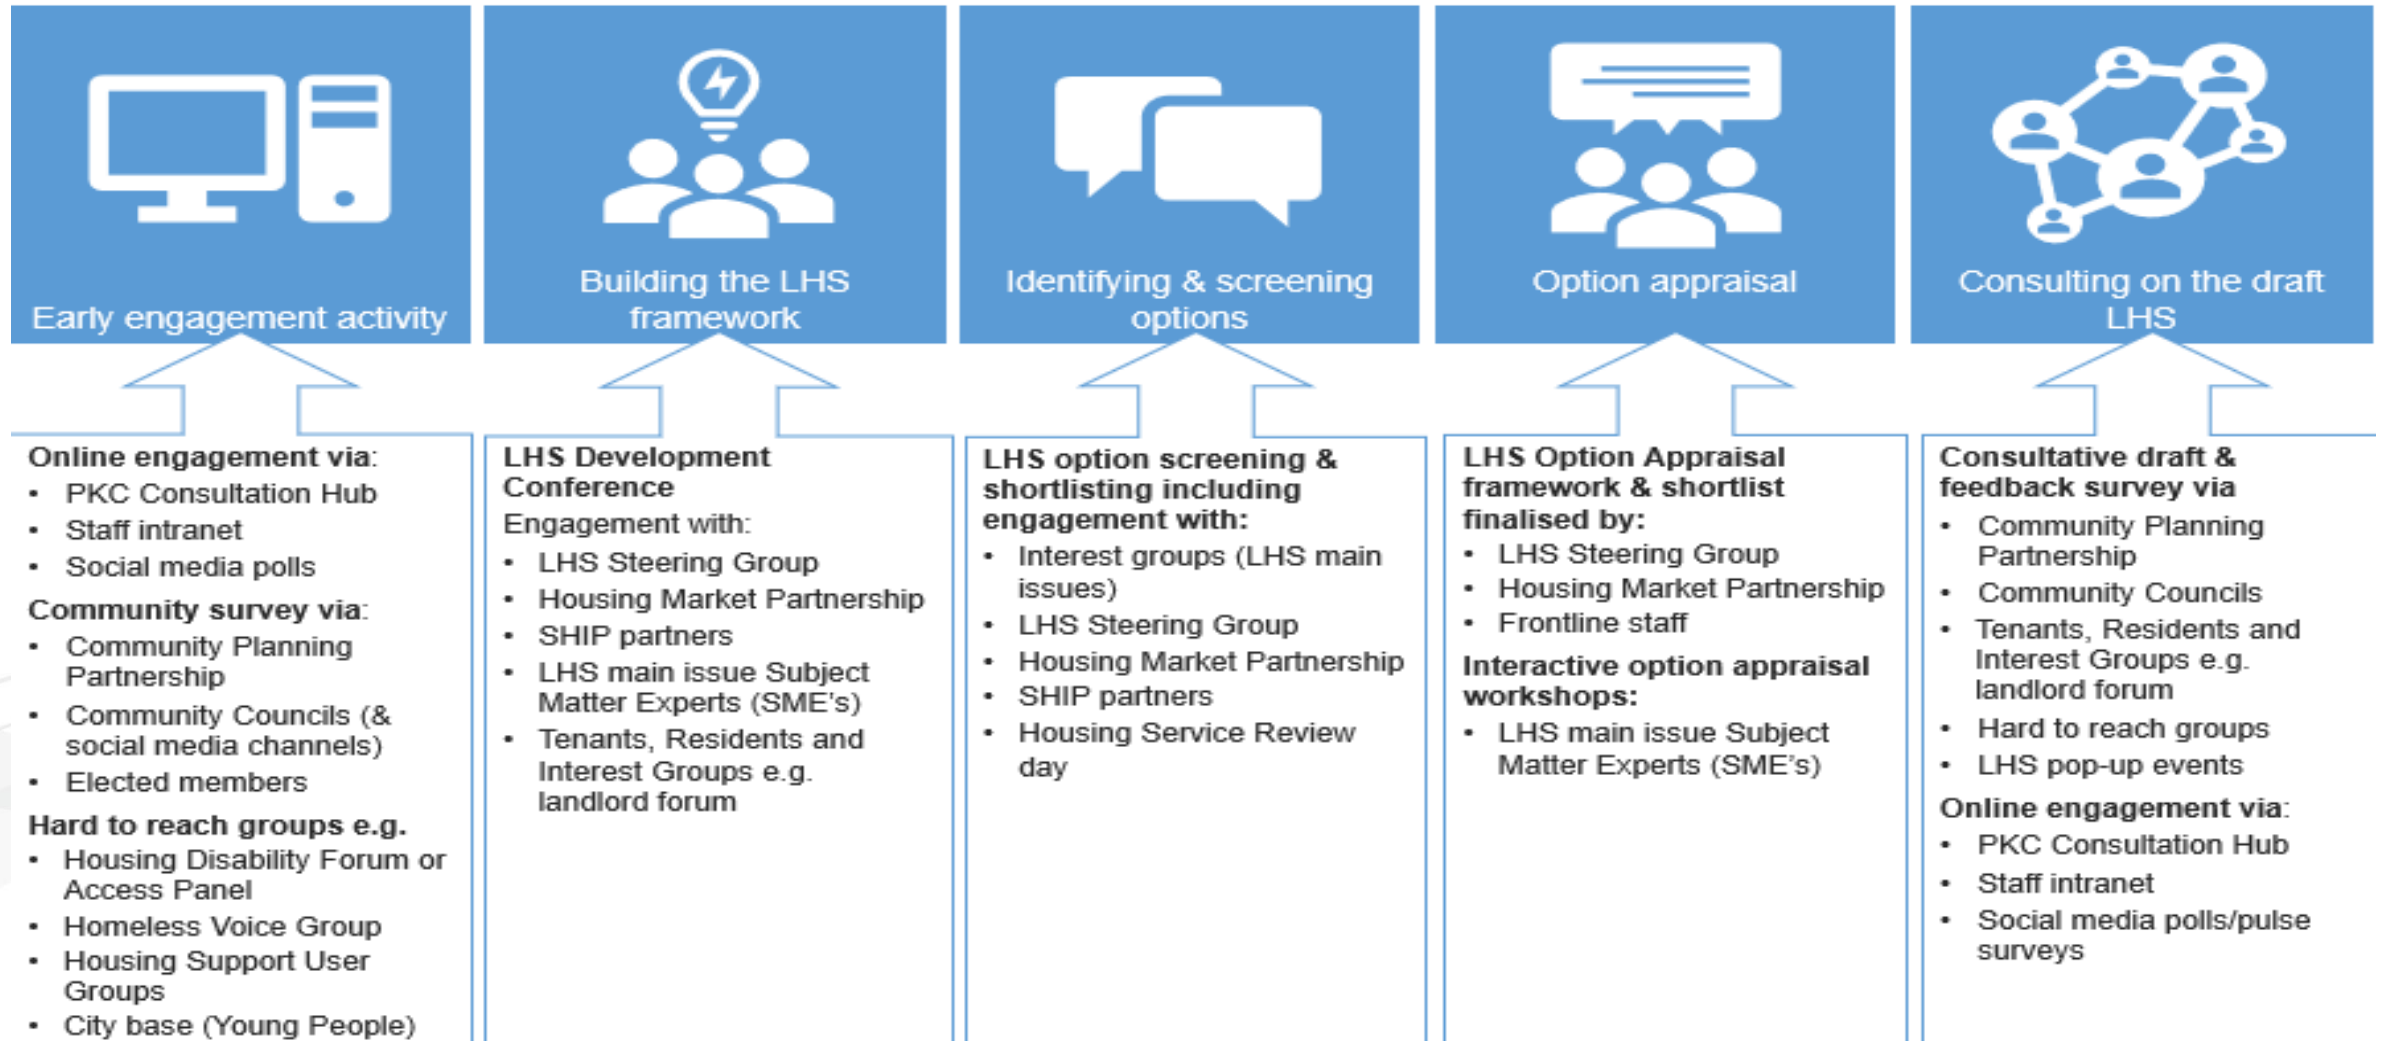 Early engagement activity
Building the LHS
framework
Identifying & screening
options
Option appraisal
Consulting on the draft
LHS
Online engagement via:
• PKC Consultation Hub
• Staff intranet
• Social media polls
Community survey via:
• Community Planning
Partnership
• Community Councils (&
social media channels)
• Elected members
Hard to reach groups e.g.
• Housing Disability Forum or
Access Panel
• Homeless Voice Group
• Housing Support User
Groups
• City base (Young People)
LHS Development
Conference
Engagement with:
• LHS Steering Group
• Housing Market Partnership
• SHIP partners
• LHS main issue Subject
Matter Experts (SME's)
• Tenants, Residents and
Interest Groups e.g.
landlord forum
LHS option screening &
shortlisting including
engagement with:
• Interest groups (LHS main
issues)
• LHS Steering Group
• Housing Market Partnership
• SHIP partners
• Housing Service Review
day
LHS Option Appraisal
framework & shortlist
finalised by:
• LHS Steering Group
• Housing Market Partnership
• Frontline staff
Interactive option appraisal
workshops:
• LHS main issue Subject
Matter Experts (SME's)
Consultative draft &
feedback survey via
• Community Planning
Partnership
• Community Councils
• Tenants, Residents and
Interest Groups e.g.
landlord forum
• Hard to reach groups
• LHS pop-up events
Online engagement via:
• PKC Consultation Hub
• Staff intranet
• Social media polls/pulse
surveys